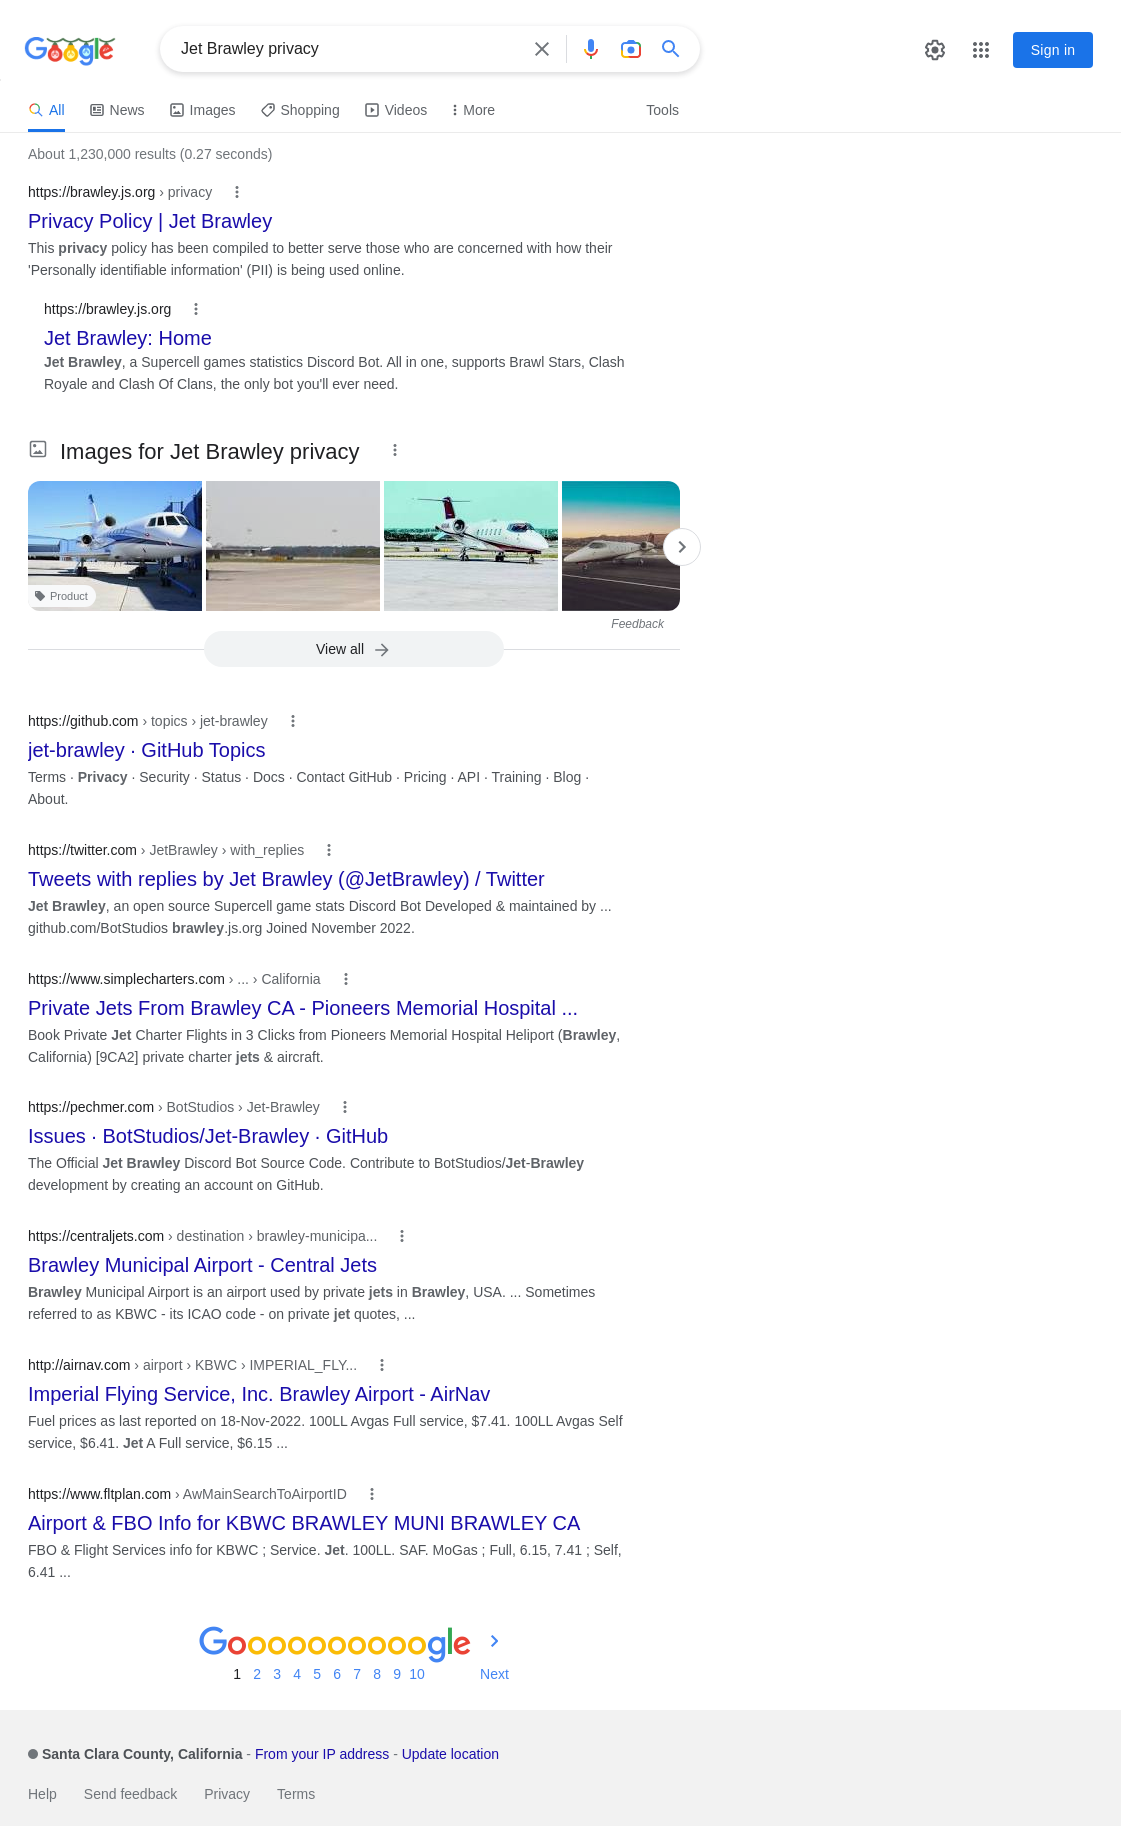 Google
Jet Brawley privacy
Sign in
All
News
Images
Shopping
Videos
More
Tools
About 1,230,000 results (0.27 seconds)
https://brawley.js.org › privacy
Privacy Policy | Jet Brawley
This privacy policy has been compiled to better serve those who are concerned with how their
'Personally identifiable information' (PII) is being used online.
https://brawley.js.org
Jet Brawley: Home
Jet Brawley, a Supercell games statistics Discord Bot. All in one, supports Brawl Stars, Clash
Royale and Clash Of Clans, the only bot you'll ever need.
Images for Jet Brawley privacy
Product
Feedback
View all
https://github.com › topics › jet-brawley
jet-brawley · GitHub Topics
Terms · Privacy · Security · Status · Docs · Contact GitHub · Pricing · API · Training · Blog ·
About.
https://twitter.com › JetBrawley › with_replies
Tweets with replies by Jet Brawley (@JetBrawley) / Twitter
Jet Brawley, an open source Supercell game stats Discord Bot Developed & maintained by ...
github.com/BotStudios brawley.js.org Joined November 2022.
https://www.simplecharters.com › ... › California
Private Jets From Brawley CA - Pioneers Memorial Hospital ...
Book Private Jet Charter Flights in 3 Clicks from Pioneers Memorial Hospital Heliport (Brawley,
California) [9CA2] private charter jets & aircraft.
https://pechmer.com › BotStudios › Jet-Brawley
Issues · BotStudios/Jet-Brawley · GitHub
The Official Jet Brawley Discord Bot Source Code. Contribute to BotStudios/Jet-Brawley
development by creating an account on GitHub.
https://centraljets.com › destination › brawley-municipa...
Brawley Municipal Airport - Central Jets
Brawley Municipal Airport is an airport used by private jets in Brawley, USA. ... Sometimes
referred to as KBWC - its ICAO code - on private jet quotes, ...
http://airnav.com › airport › KBWC › IMPERIAL_FLY...
Imperial Flying Service, Inc. Brawley Airport - AirNav
Fuel prices as last reported on 18-Nov-2022. 100LL Avgas Full service, $7.41. 100LL Avgas Self
service, $6.41. Jet A Full service, $6.15 ...
https://www.fltplan.com › AwMainSearchToAirportID
Airport & FBO Info for KBWC BRAWLEY MUNI BRAWLEY CA
FBO & Flight Services info for KBWC ; Service. Jet. 100LL. SAF. MoGas ; Full, 6.15, 7.41 ; Self,
6.41 ...
Goooooooooogle
1 2 3 4 5 6 7 8 9 10 Next
Santa Clara County, California - From your IP address - Update location
Help
Send feedback
Privacy
Terms